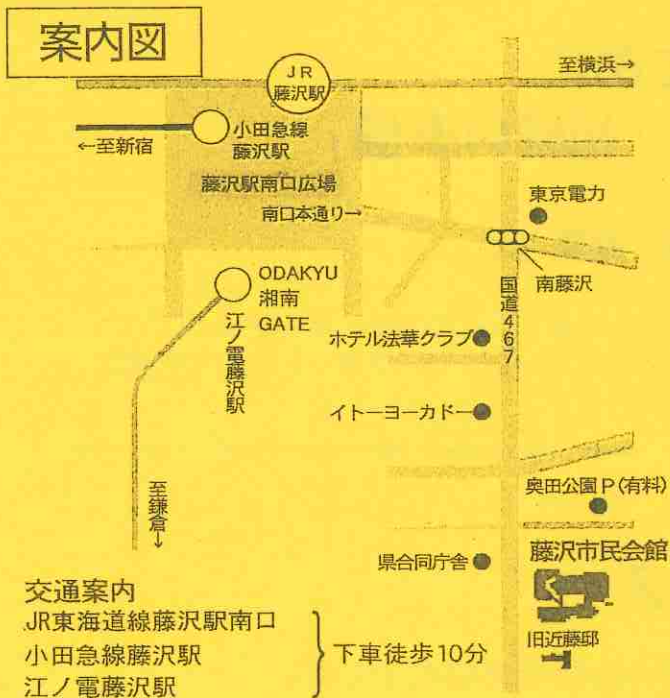 案内図
JR
藤沢駅
至横浜→
小田急線
藤沢駅
←至新宿
藤沢駅南口広場
南口本通り→
東京電力
南藤沢
国道467
ODAKYU
湘南
GATE
江ノ電藤沢駅
ホテル法華クラブ
イトーヨーカドー
至鎌倉↓
奥田公園P(有料)
県合同庁舎
藤沢市民会館
旧近藤邸
交通案内
JR東海道線藤沢駅南口
小田急線藤沢駅
江ノ電藤沢駅
下車徒歩10分